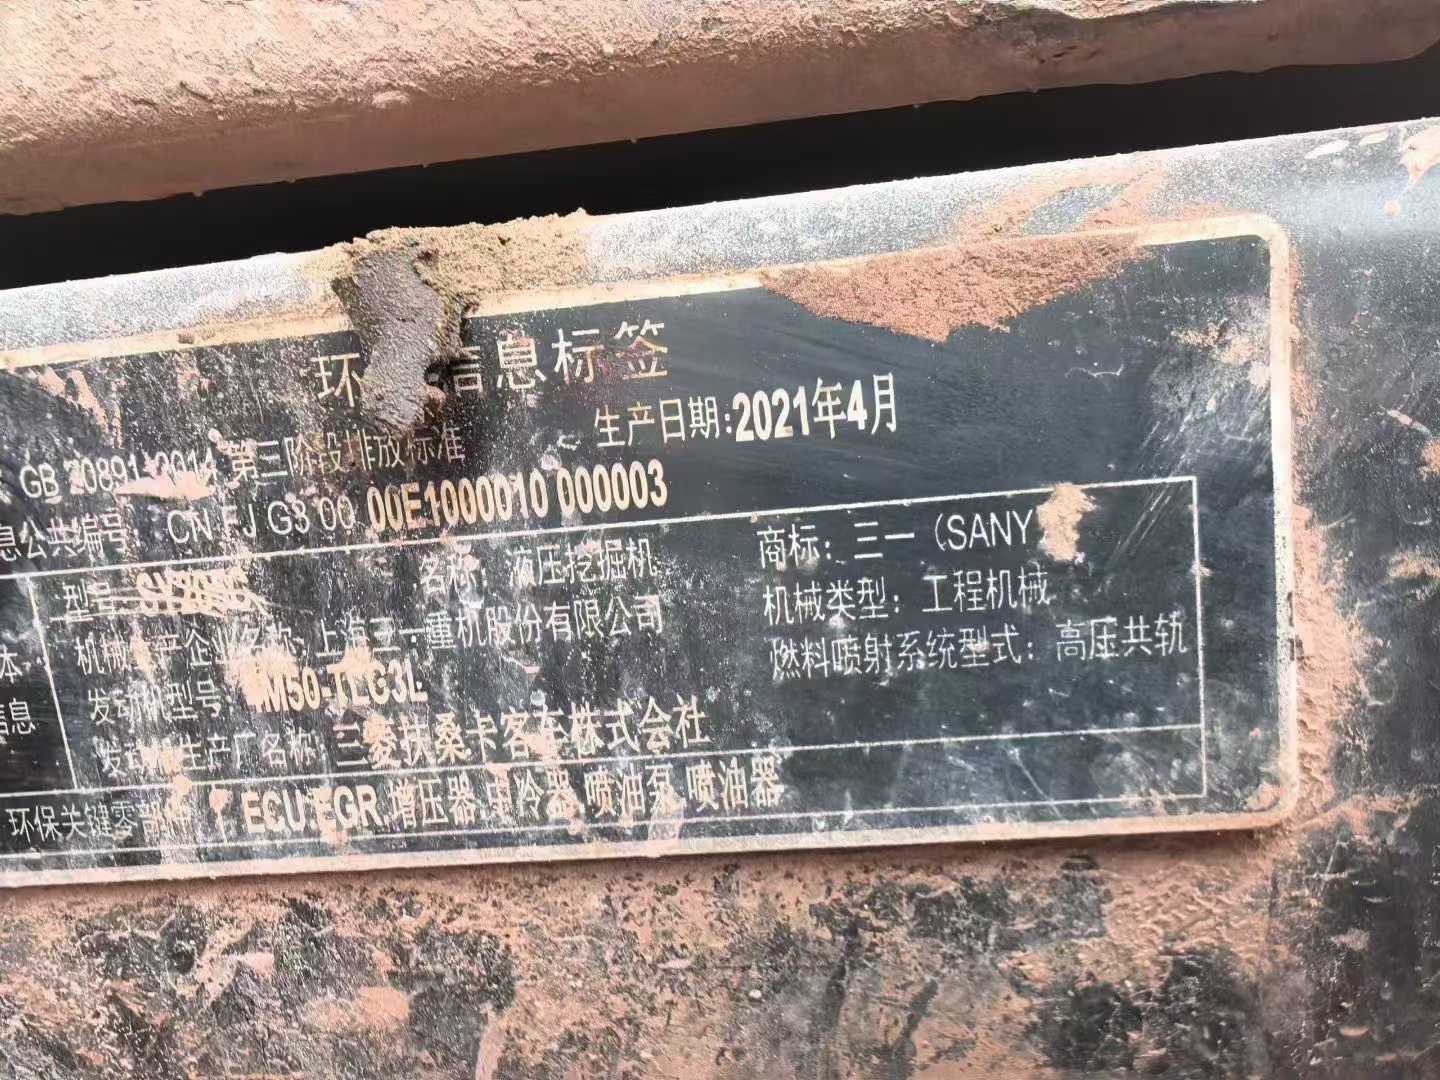 环 信息标签
生产日期:2021年4月
GB 20891-2014 第三阶段排放标准
息公共编号 CN FJ G3 00 00E1000010 000003
型号 名称：液压挖掘机 商标：三一（SANY
机械生产企业名称：上海三一重机股份有限公司 机械类型：工程机械
发动机型号 M50-TLG3L 燃料喷射系统型式：高压共轨
发动机生产厂名称：三菱扶桑卡客车株式会社
体
信息
环保关键零部件 ECU.EGR.增压器.中冷器.喷油泵.喷油器